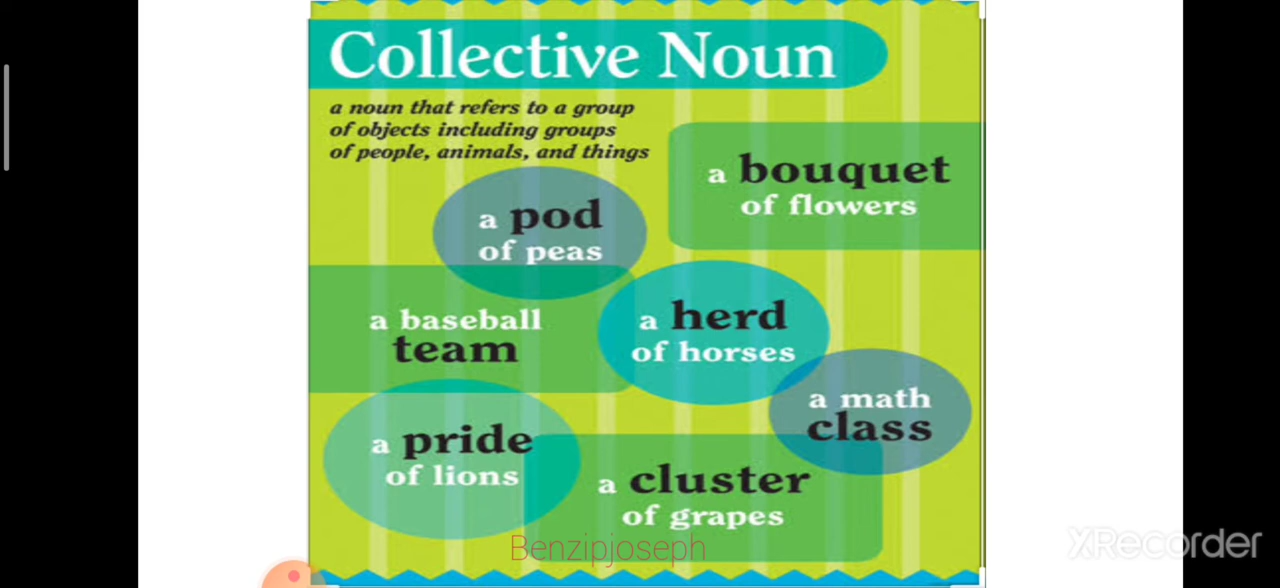 Collective Noun
a noun that refers to a group
of objects including groups
of people, animals, and things
a bouquet
of flowers
a pod
of peas
a baseball
team
a herd
of horses
a math
class
a pride
of lions
a cluster
of grapes
Benzipjoseph
XRecorder